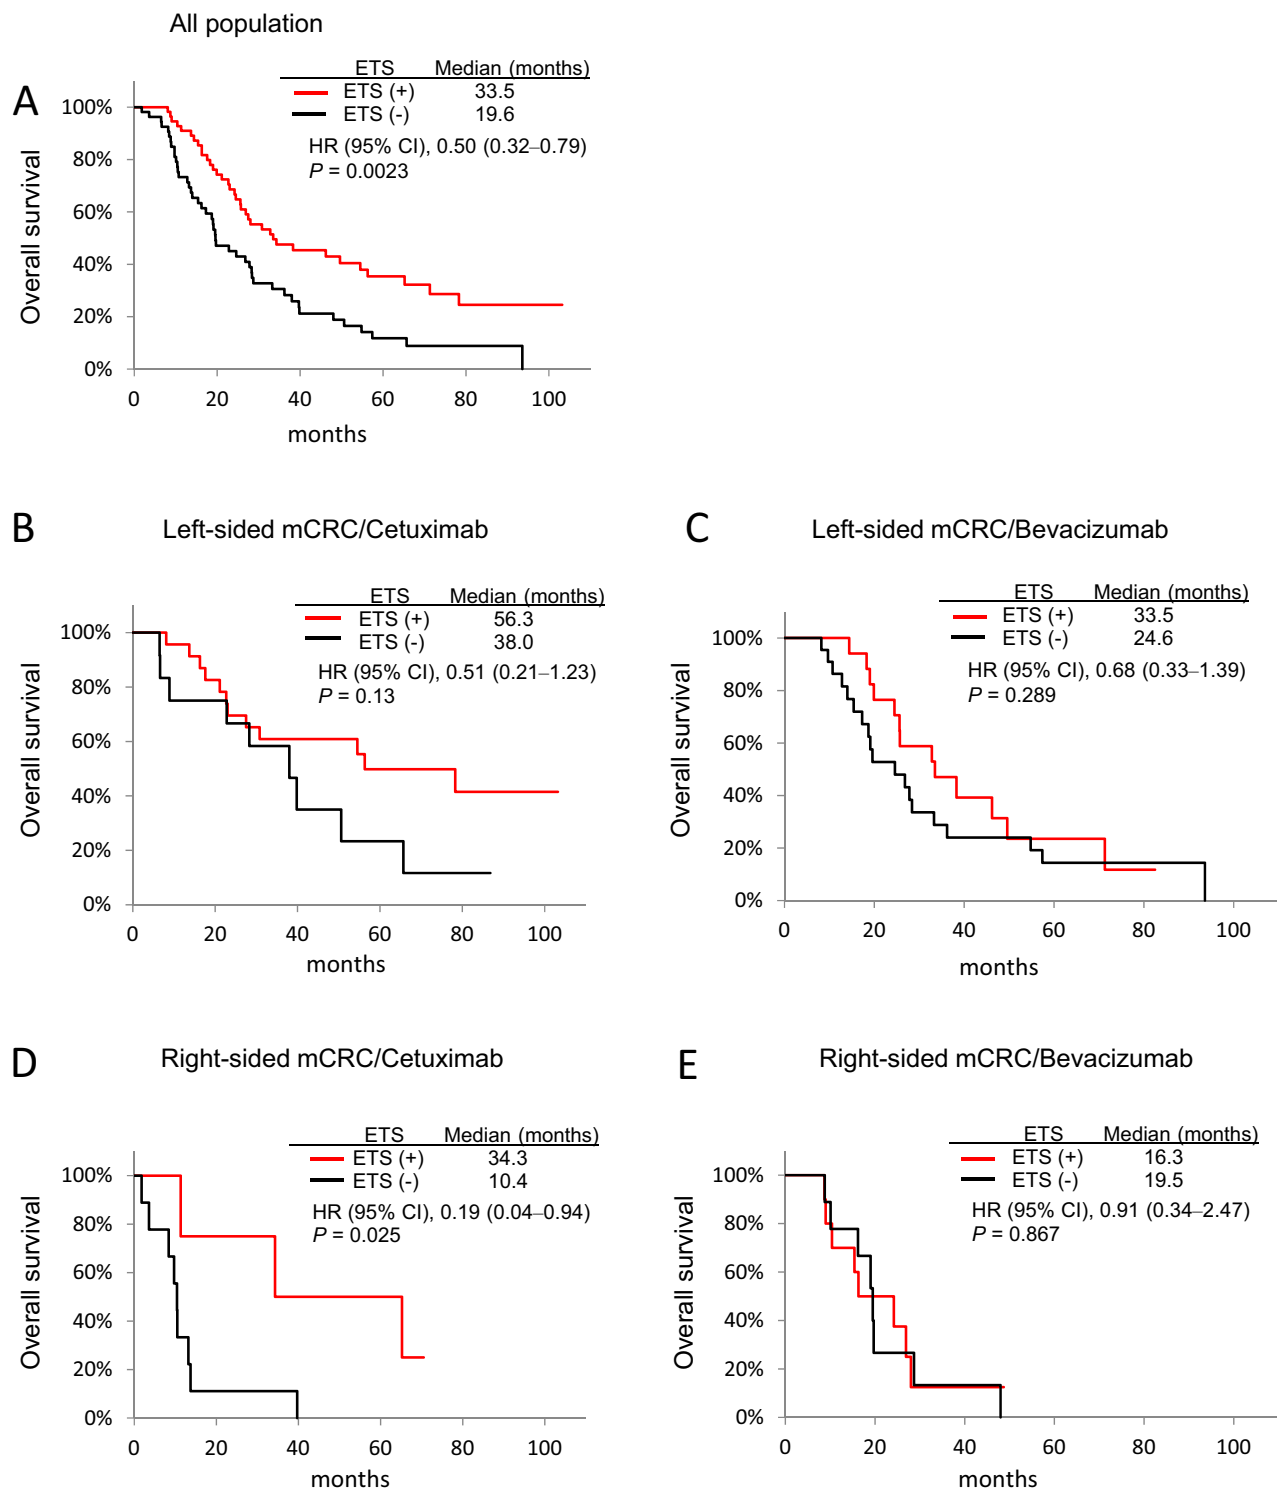 All population
A
ETS Median (months)
ETS (+) 33.5
ETS (-) 19.6
HR (95% CI), 0.50 (0.32–0.79)
P = 0.0023
Overall survival
100%
80%
60%
40%
20%
0%
0 20 40 60 80 100
months
B
Left-sided mCRC/Cetuximab
ETS Median (months)
ETS (+) 56.3
ETS (-) 38.0
HR (95% CI), 0.51 (0.21–1.23)
P = 0.13
Overall survival
100%
80%
60%
40%
20%
0%
0 20 40 60 80 100
months
C
Left-sided mCRC/Bevacizumab
ETS Median (months)
ETS (+) 33.5
ETS (-) 24.6
HR (95% CI), 0.68 (0.33–1.39)
P = 0.289
Overall survival
100%
80%
60%
40%
20%
0%
0 20 40 60 80 100
months
D
Right-sided mCRC/Cetuximab
ETS Median (months)
ETS (+) 34.3
ETS (-) 10.4
HR (95% CI), 0.19 (0.04–0.94)
P = 0.025
Overall survival
100%
80%
60%
40%
20%
0%
0 20 40 60 80 100
months
E
Right-sided mCRC/Bevacizumab
ETS Median (months)
ETS (+) 16.3
ETS (-) 19.5
HR (95% CI), 0.91 (0.34–2.47)
P = 0.867
Overall survival
100%
80%
60%
40%
20%
0%
0 20 40 60 80 100
months